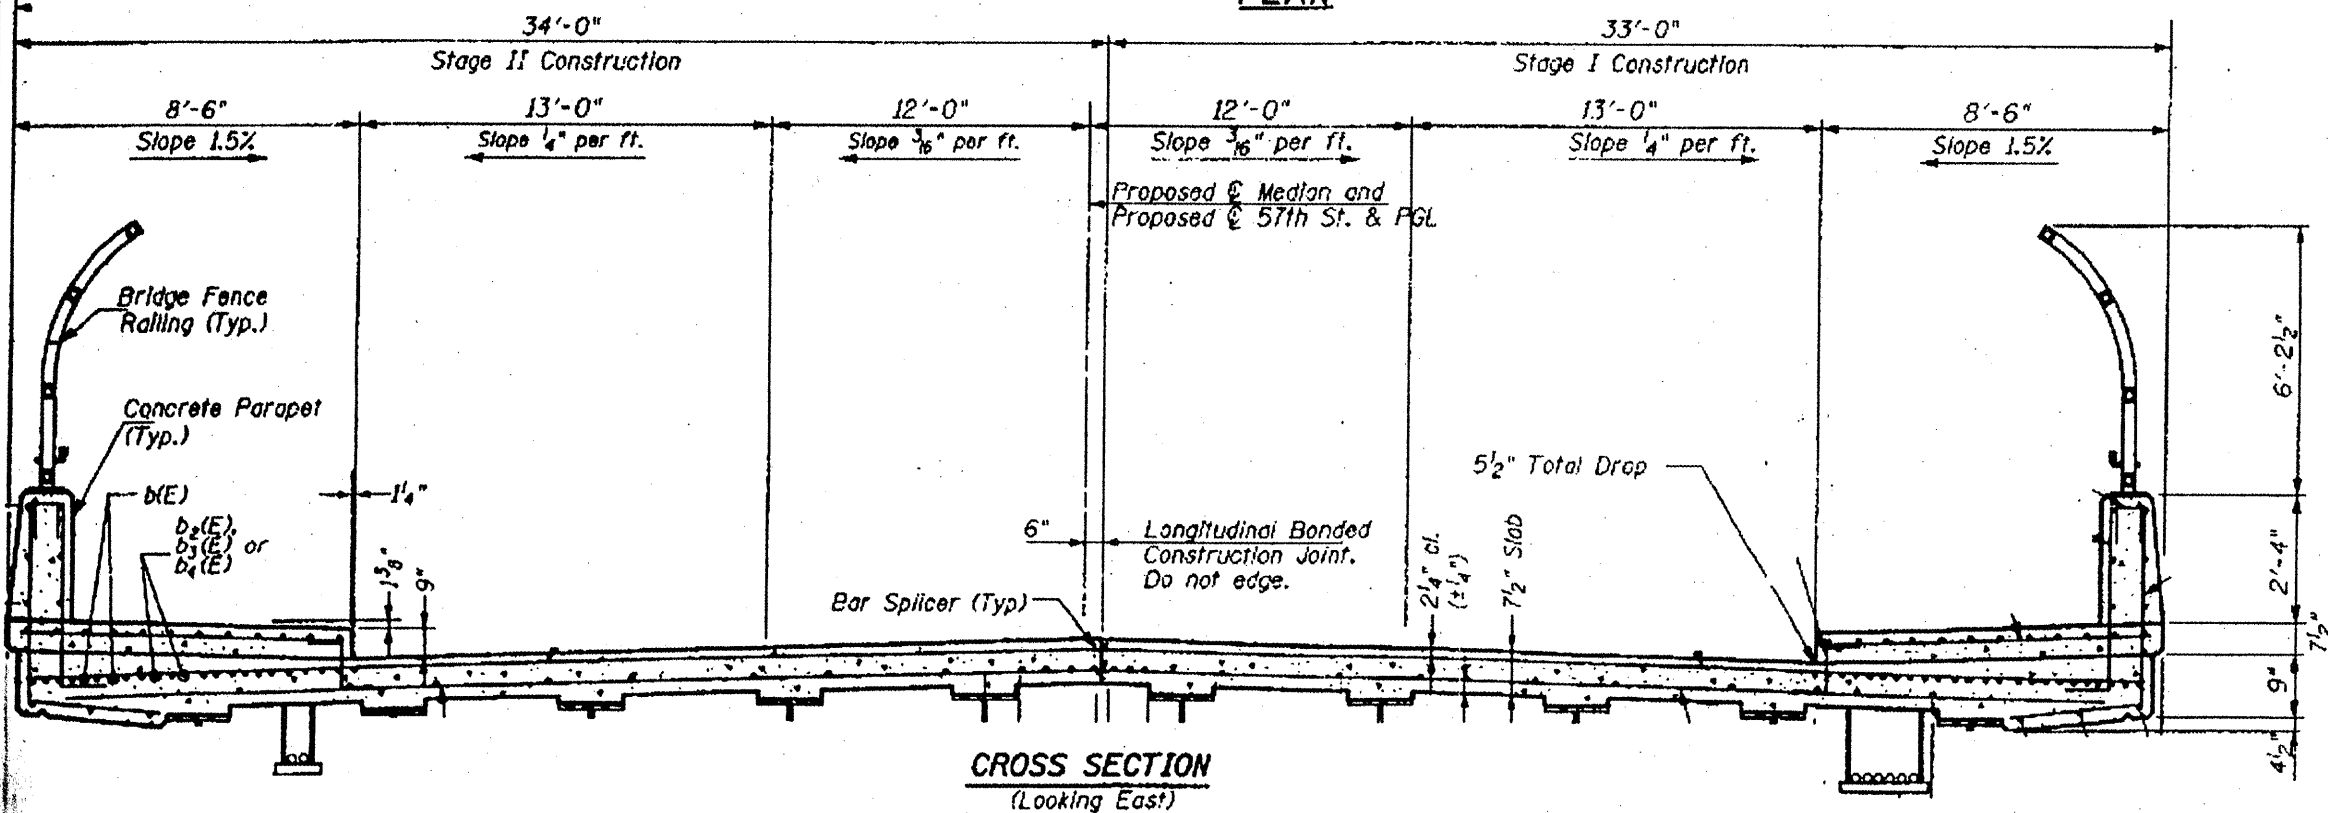 PLAN
34'-0"
33'-0"
Stage II Construction
Stage I Construction
8'-6"
13'-0"
12'-0"
12'-0"
13'-0"
8'-6"
Slope 1.5%
Slope 1/4" per ft.
Slope 3/16" per ft.
Slope 3/16" per ft.
Slope 1/4" per ft.
Slope 1.5%
Proposed ℄ Median and
Proposed ℄ 57th St. & PGL
Bridge Fence
Railing (Typ.)
6'-2 1/2"
Concrete Parapet
(Typ.)
5 1/2" Total Drop
b(E)
1 1/4"
b2(E),
b3(E) or
b4(E)
1 3/8"
9"
6"
Longitudinal Bonded
Construction Joint.
Do not edge.
Bar Splicer (Typ)
2 1/4" cl.
(±1/4")
7 1/2" Slab
2'-4"
7 1/2"
9"
4 1/2"
CROSS SECTION
(Looking East)